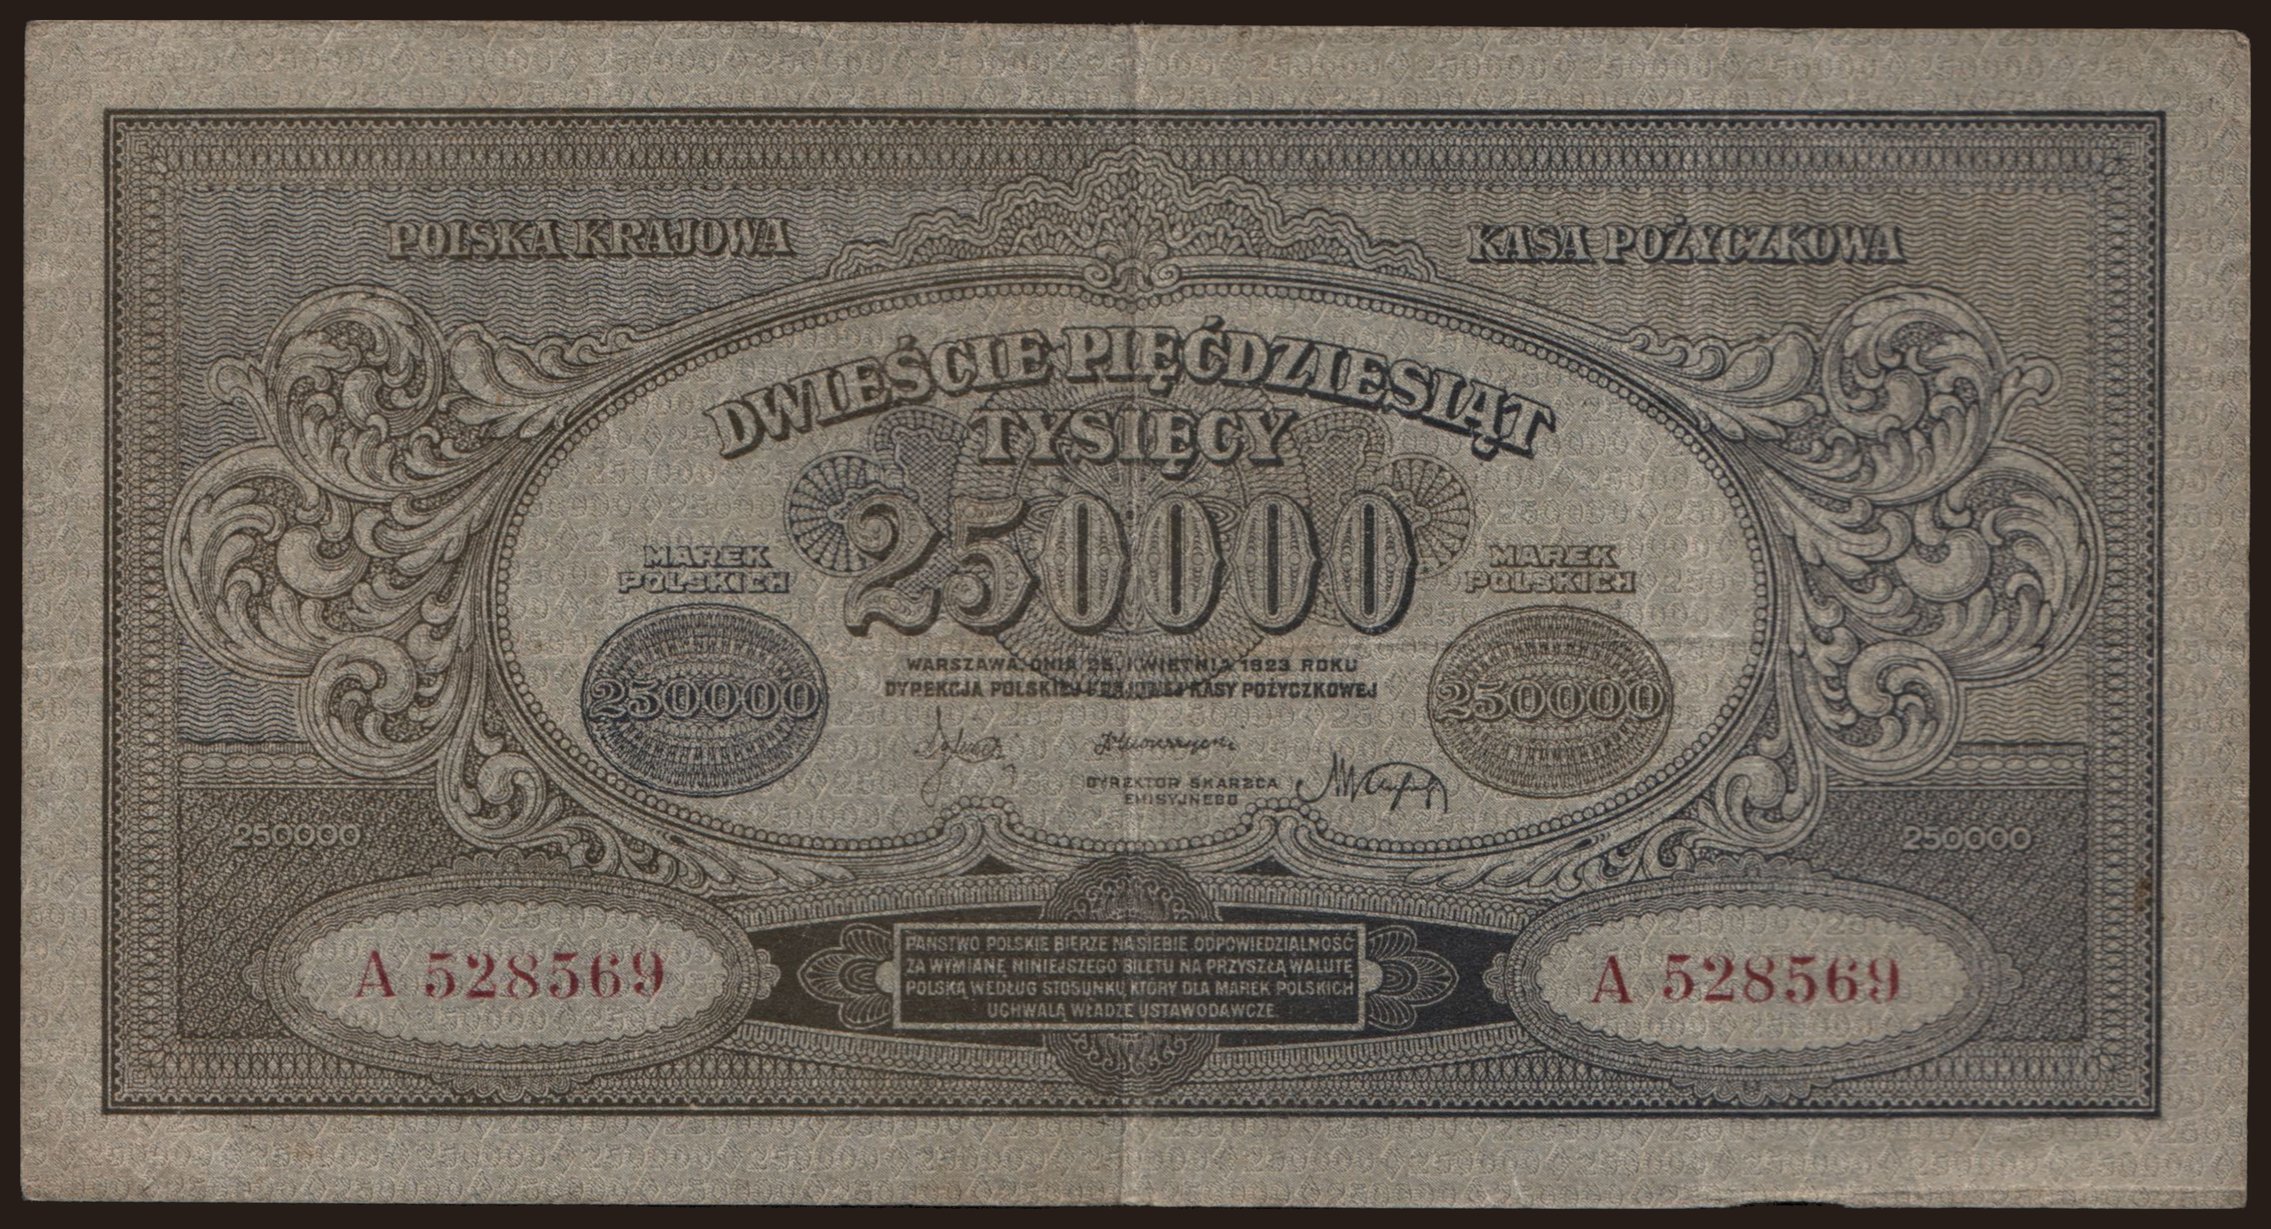 POLSKA KRAJOWA
KASA POŻYCZKOWA
DWIEŚCIE PIĘĆDZIESIĄT
TYSIĘCY
250000
MAREK
POLSKICH
250000
MAREK
POLSKICH
250000
WARSZAWA, DNIA 25. KWIETNIA 1923 ROKU
DYREKCJA POLSKIEJ KRAJOWEJ KASY POŻYCZKOWEJ
DYREKTOR SKARBCA
EMISYJNEGO
250000
250000
A 528569
A 528569
PAŃSTWO POLSKIE BIERZE NA SIEBIE ODPOWIEDZIALNOŚĆ
ZA WYMIANĘ NINIEJSZEGO BILETU NA PRZYSZŁĄ WALUTĘ
POLSKĄ WEDŁUG STOSUNKU, KTÓRY DLA MAREK POLSKICH
UCHWALĄ WŁADZE USTAWODAWCZE.